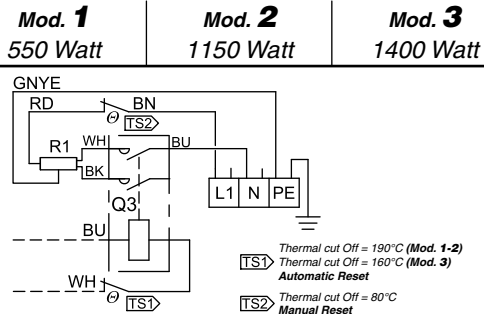 Mod. 1 Mod. 2 Mod. 3
550 Watt 1150 Watt 1400 Watt
GNYE
RD BN
Θ TS2
R1 WH BU
BK
L1 N PE
Q3
BU
WH
Θ TS1
TS1 Thermal cut Off = 190°C (Mod. 1-2)
Thermal cut Off = 160°C (Mod. 3)
Automatic Reset
TS2 Thermal cut Off = 80°C
Manual Reset